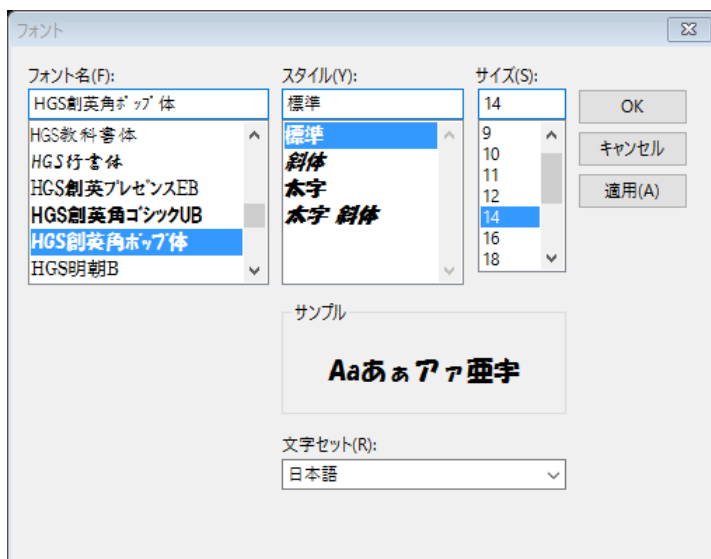 フォント
フォント名(F):
HGS創英角ﾎﾟｯﾌﾟ体
HGS教科書体
HGS行書体
HGS創英ﾌﾟﾚｾﾞﾝｽEB
HGS創英角ｺﾞｼｯｸUB
HGS創英角ﾎﾟｯﾌﾟ体
HGS明朝B
スタイル(Y):
標準
標準
斜体
太字
太字 斜体
サイズ(S):
14
9
10
11
12
14
16
18
OK
キャンセル
適用(A)
サンプル
Aaあぁアァ亜宇
文字セット(R):
日本語